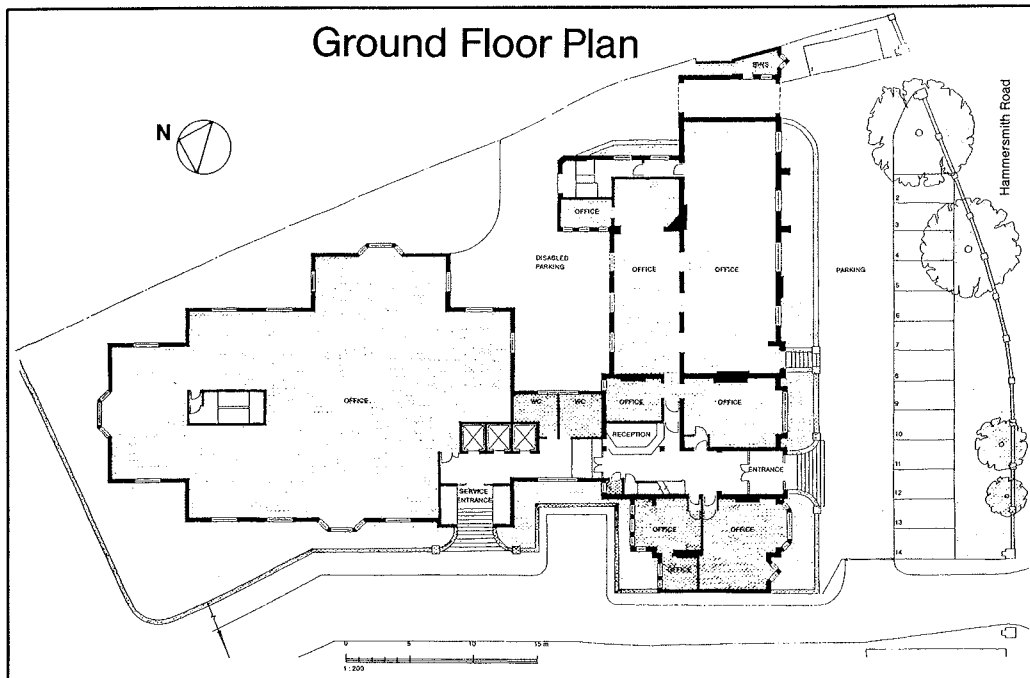 Ground Floor Plan
N
BWS
Hammersmith Road
1
2
3
4
5
6
7
8
9
10
11
12
13
14
OFFICE
DISABLED
PARKING
OFFICE
OFFICE
PARKING
OFFICE
WC
WC
OFFICE
OFFICE
RECEPTION
ENTRANCE
SERVICE
ENTRANCE
OFFICE
OFFICE
OFFICE
0 5 10 15 m
1:200